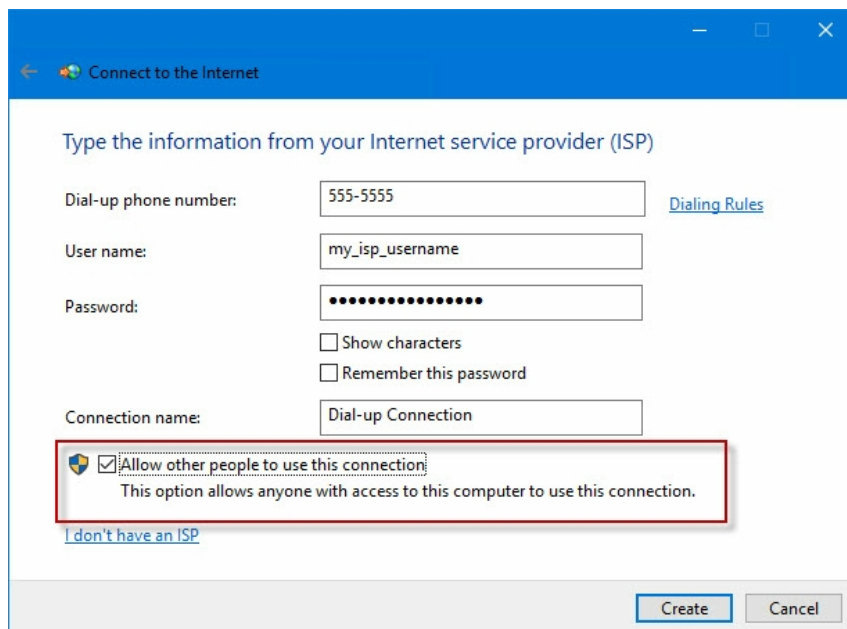 Connect to the Internet
Type the information from your Internet service provider (ISP)
Dial-up phone number: 555-5555 Dialing Rules
User name: my_isp_username
Password: ••••••••••••••••
Show characters
Remember this password
Connection name: Dial-up Connection
Allow other people to use this connection
This option allows anyone with access to this computer to use this connection.
I don't have an ISP
Create Cancel